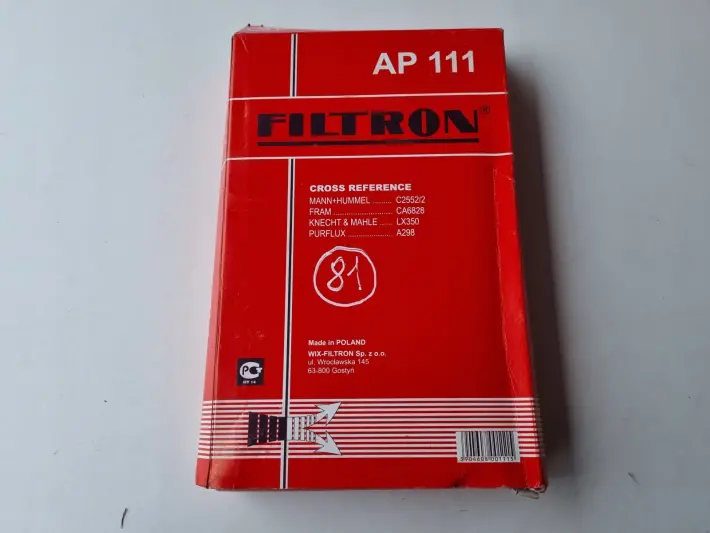 AP 111
FILTRON®
CROSS REFERENCE
MANN+HUMMEL ......... C2552/2
FRAM ............................ CA6828
KNECHT & MAHLE ...... LX350
PURFLUX ..................... A298
81
Made in POLAND
WIX-FILTRON Sp. z o.o.
ul. Wrocławska 145
63-800 Gostyń